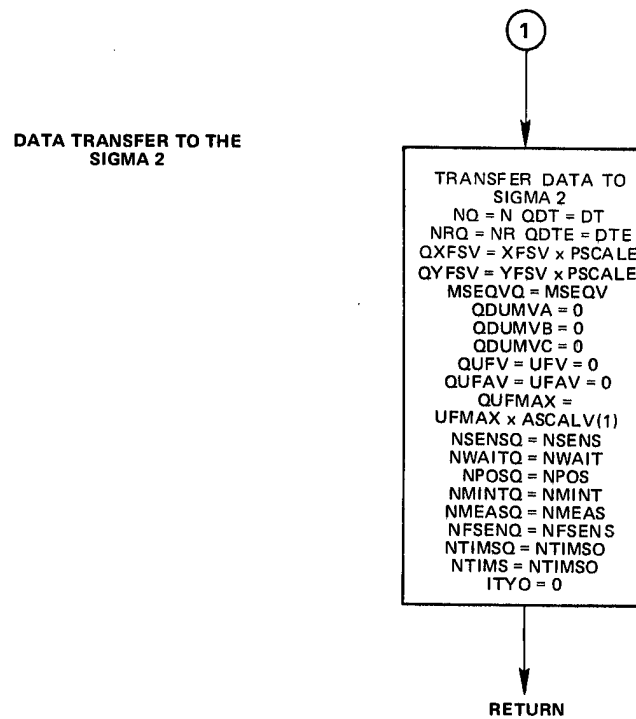 1
DATA TRANSFER TO THE
SIGMA 2
TRANSFER DATA TO
SIGMA 2
NQ = N QDT = DT
NRQ = NR QDTE = DTE
QXFSV = XFSV x PSCALE
QYFSV = YFSV x PSCALE
MSEQVQ = MSEQV
QDUMVA = 0
QDUMVB = 0
QDUMVC = 0
QUFV = UFV = 0
QUFAV = UFAV = 0
QUFMAX =
UFMAX x ASCALV(1)
NSENSQ = NSENS
NWAITQ = NWAIT
NPOSQ = NPOS
NMINTQ = NMINT
NMEASQ = NMEAS
NFSENQ = NFSENS
NTIMSQ = NTIMSO
NTIMS = NTIMSO
ITYO = 0
RETURN